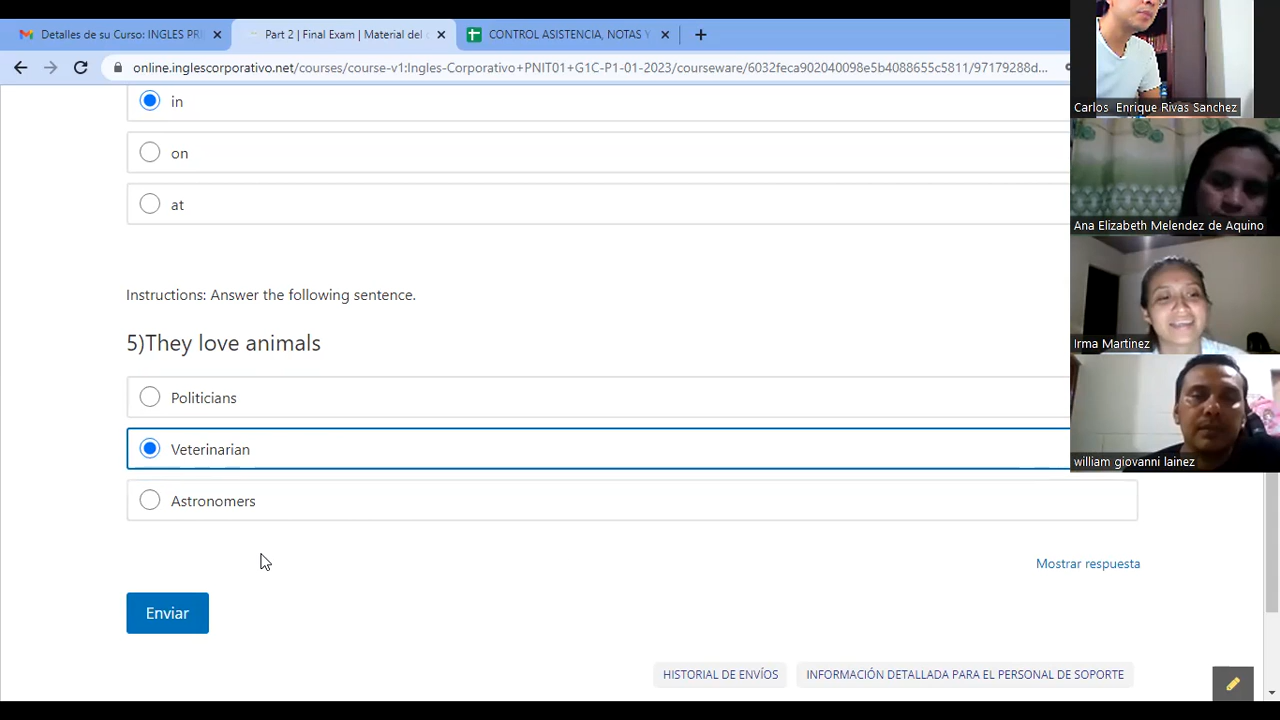 Detalles de su Curso: INGLES PR
Part 2 | Final Exam | Material del c
CONTROL ASISTENCIA, NOTAS Y
online.inglescorporativo.net/courses/course-v1:Ingles-Corporativo+PNIT01+G1C-P1-01-2023/courseware/6032feca902040098e5b4088655c5811/97179288d...
in
on
at
Instructions: Answer the following sentence.
5)They love animals
Politicians
Veterinarian
Astronomers
Mostrar respuesta
Enviar
HISTORIAL DE ENVÍOS
INFORMACIÓN DETALLADA PARA EL PERSONAL DE SOPORTE
Carlos Enrique Rivas Sanchez
Ana Elizabeth Melendez de Aquino
Irma Martinez
william giovanni lainez